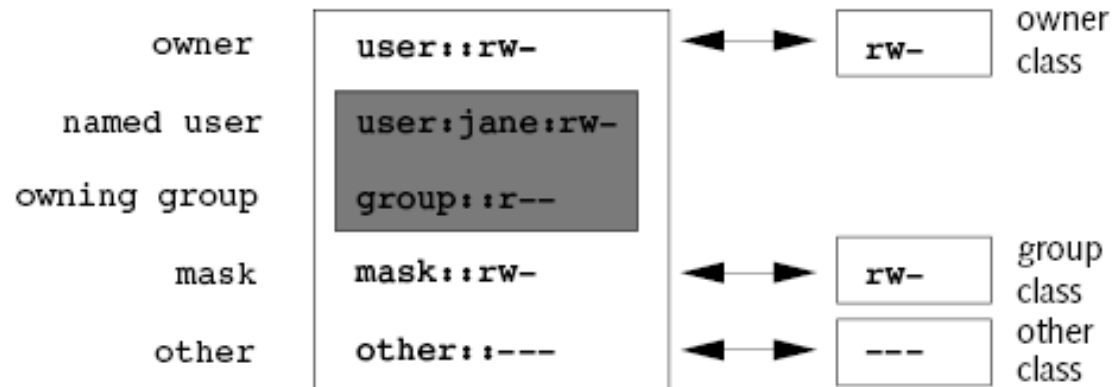 owner user::rw- rw- owner class
named user user:jane:rw-
owning group group::r--
mask mask::rw- rw- group class
other other::--- --- other class